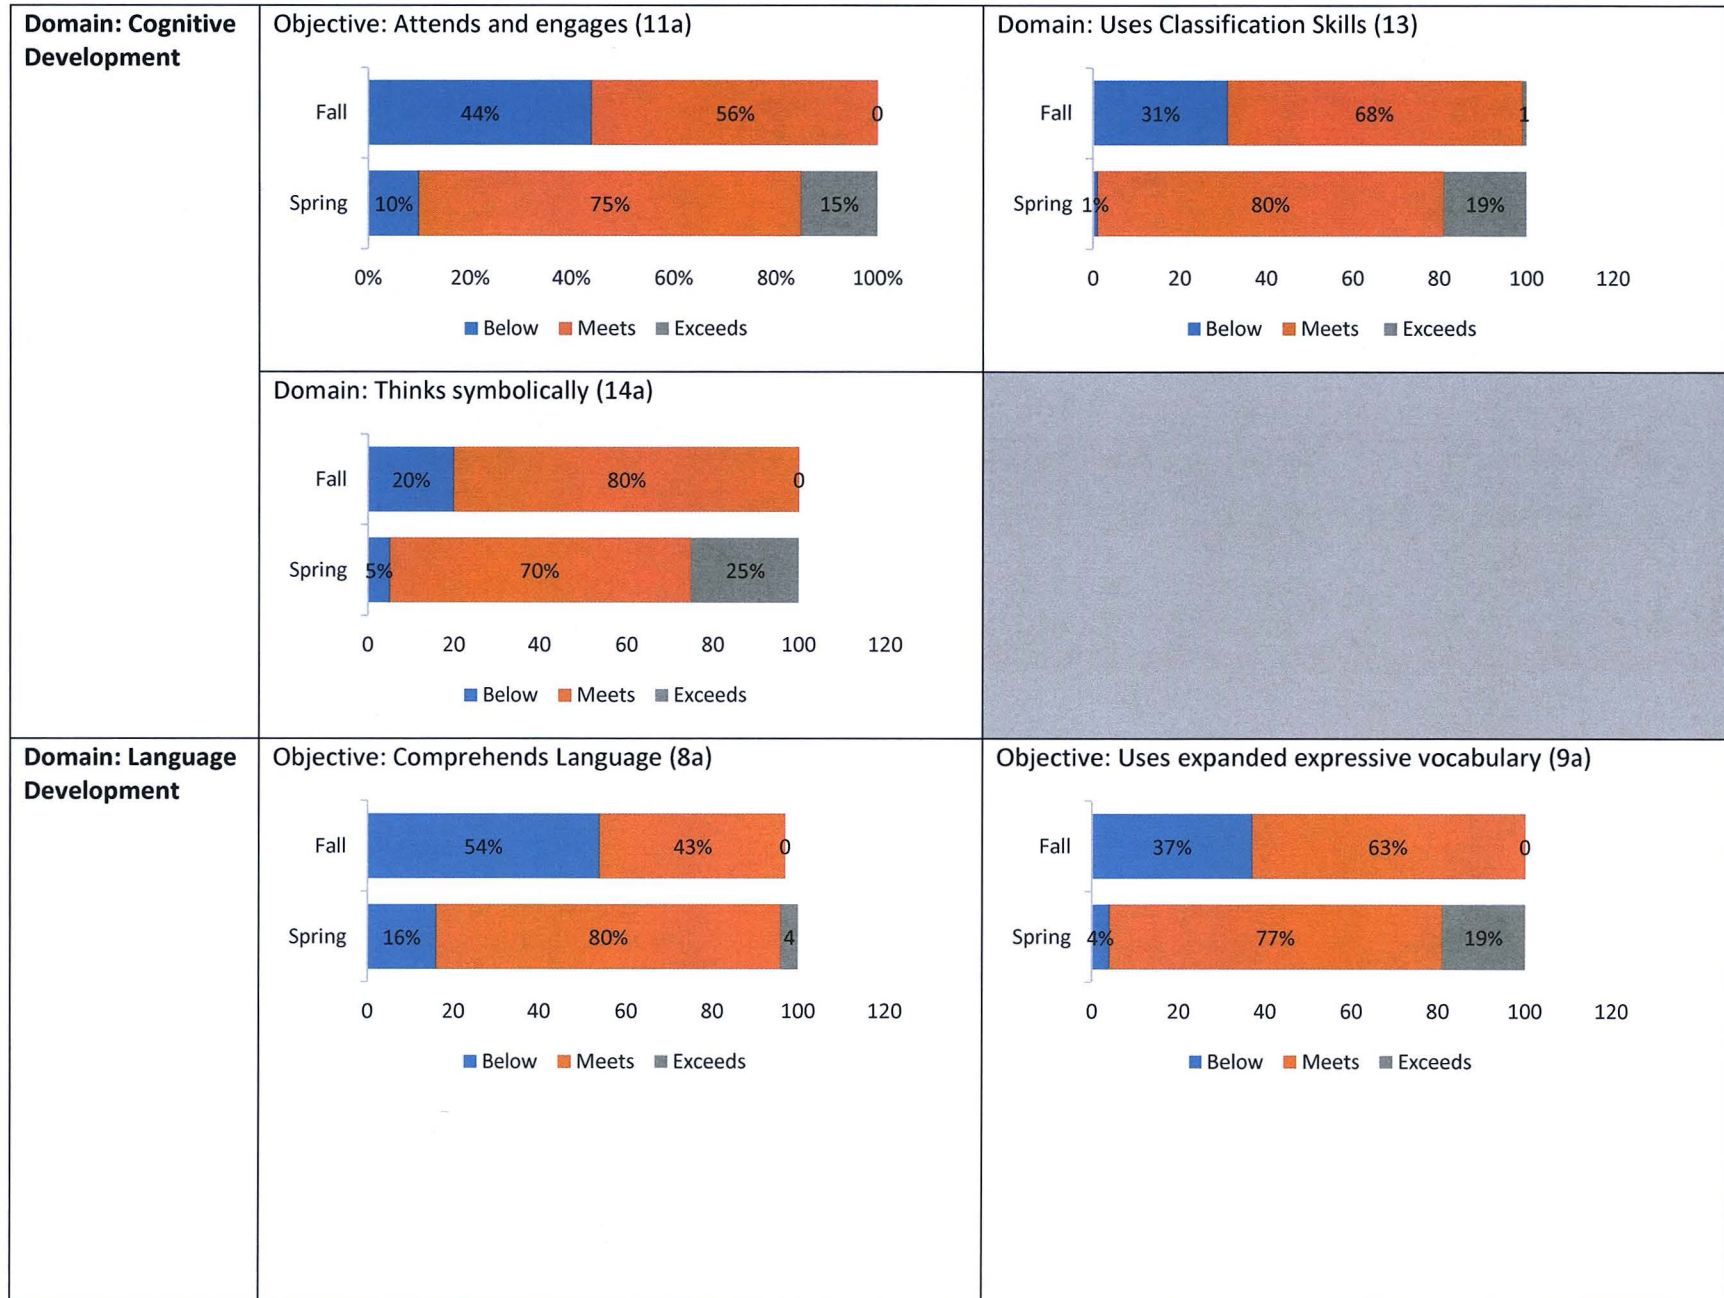 Domain: Cognitive
Development
Objective: Attends and engages (11a)
Fall
44%
56%
0
Spring
10%
75%
15%
0%
20%
40%
60%
80%
100%
Below
Meets
Exceeds
Domain: Uses Classification Skills (13)
Fall
31%
68%
1
Spring
1%
80%
19%
0
20
40
60
80
100
120
Below
Meets
Exceeds
Domain: Thinks symbolically (14a)
Fall
20%
80%
0
Spring
5%
70%
25%
0
20
40
60
80
100
120
Below
Meets
Exceeds
Domain: Language
Development
Objective: Comprehends Language (8a)
Fall
54%
43%
0
Spring
16%
80%
4
0
20
40
60
80
100
120
Below
Meets
Exceeds
Objective: Uses expanded expressive vocabulary (9a)
Fall
37%
63%
0
Spring
4%
77%
19%
0
20
40
60
80
100
120
Below
Meets
Exceeds